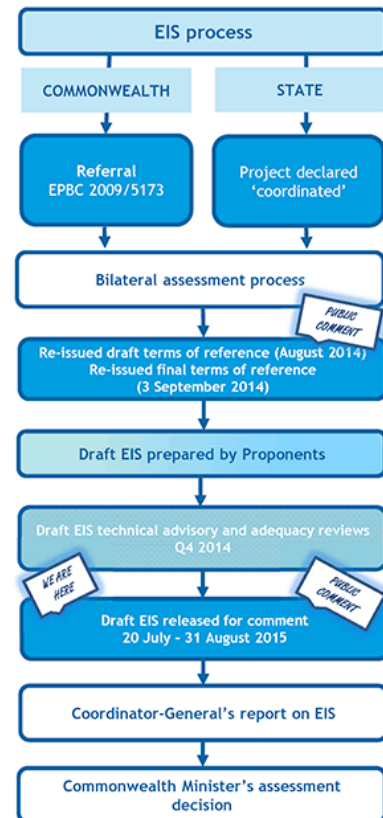 EIS process
COMMONWEALTH
STATE
Referral
EPBC 2009/5173
Project declared
‘coordinated’
Bilateral assessment process
PUBLIC
COMMENT
Re-issued draft terms of reference (August 2014)
Re-issued final terms of reference
(3 September 2014)
Draft EIS prepared by Proponents
Draft EIS technical advisory and adequacy reviews
Q4 2014
WE ARE
HERE
PUBLIC
COMMENT
Draft EIS released for comment
20 July - 31 August 2015
Coordinator-General’s report on EIS
Commonwealth Minister’s assessment
decision